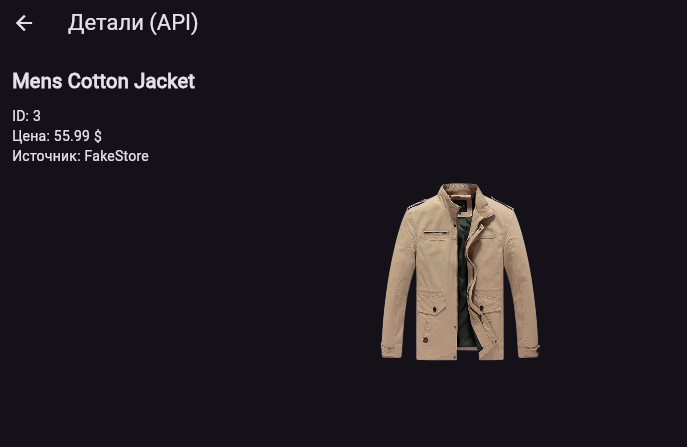 Детали (API)
Mens Cotton Jacket
ID: 3
Цена: 55.99 $
Источник: FakeStore